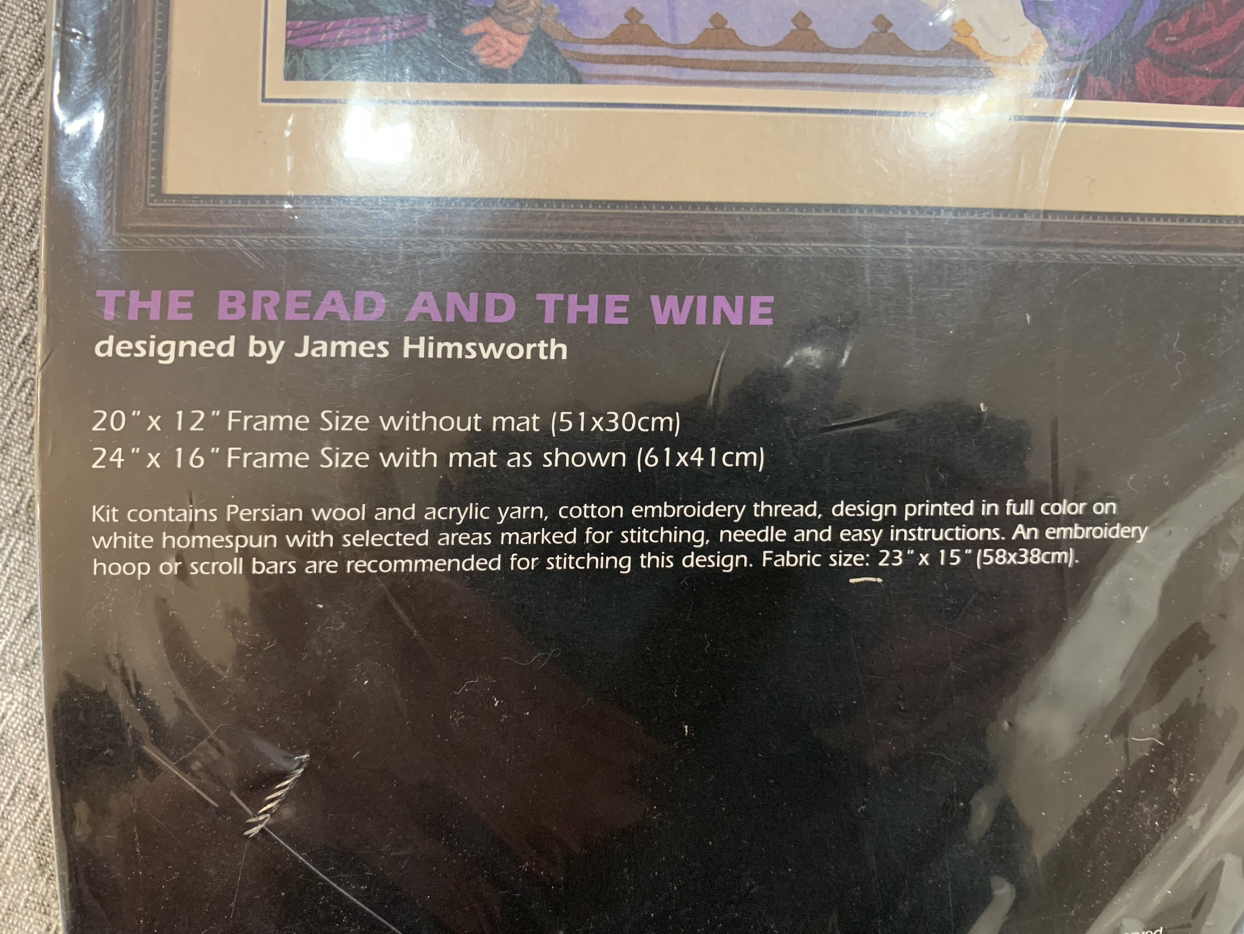 THE BREAD AND THE WINE
designed by James Himsworth
20" x 12" Frame Size without mat (51x30cm)
24" x 16" Frame Size with mat as shown (61x41cm)
Kit contains Persian wool and acrylic yarn, cotton embroidery thread, design printed in full color on
white homespun with selected areas marked for stitching, needle and easy instructions. An embroidery
hoop or scroll bars are recommended for stitching this design. Fabric size: 23" x 15" (58x38cm).